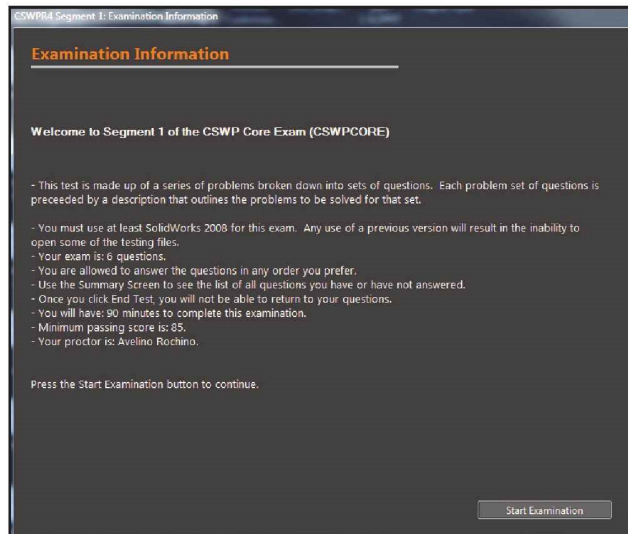 CSWPR4 Segment 1: Examination Information
Examination Information
Welcome to Segment 1 of the CSWP Core Exam (CSWPCORE)
- This test is made up of a series of problems broken down into sets of questions. Each problem set of questions is
preceeded by a description that outlines the problems to be solved for that set.
- You must use at least SolidWorks 2008 for this exam. Any use of a previous version will result in the inability to
open some of the testing files.
- Your exam is: 6 questions.
- You are allowed to answer the questions in any order you prefer.
- Use the Summary Screen to see the list of all questions you have or have not answered.
- Once you click End Test, you will not be able to return to your questions.
- You will have: 90 minutes to complete this examination.
- Minimum passing score is: 85.
- Your proctor is: Avelino Rochino.
Press the Start Examination button to continue.
Start Examination